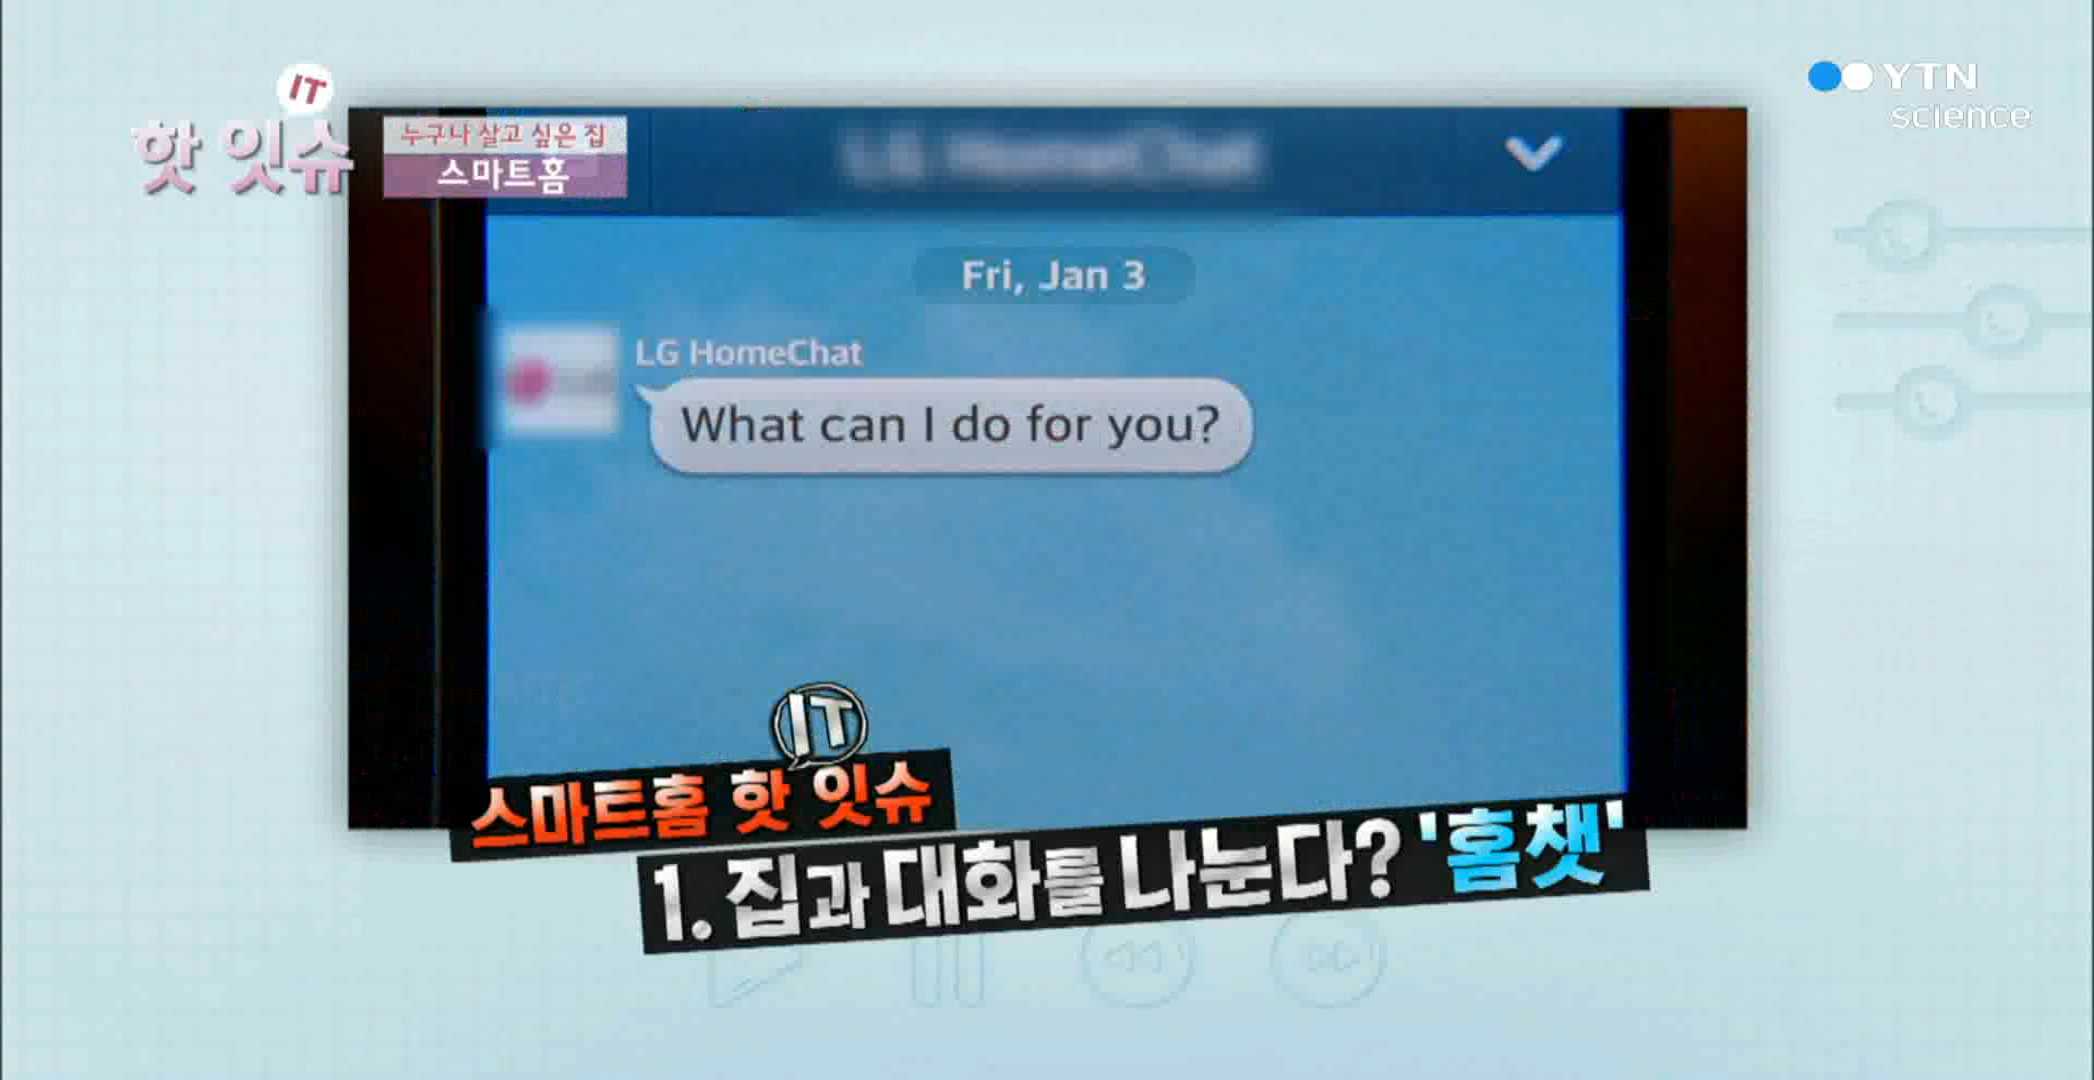 IT
핫 잇슈
누구나 살고 싶은 집
스마트홈
YTN
science
LG HomeChat
Fri, Jan 3
LG HomeChat
What can I do for you?
IT
스마트홈 핫 잇슈
1. 집과 대화를 나눈다? '홈챗'